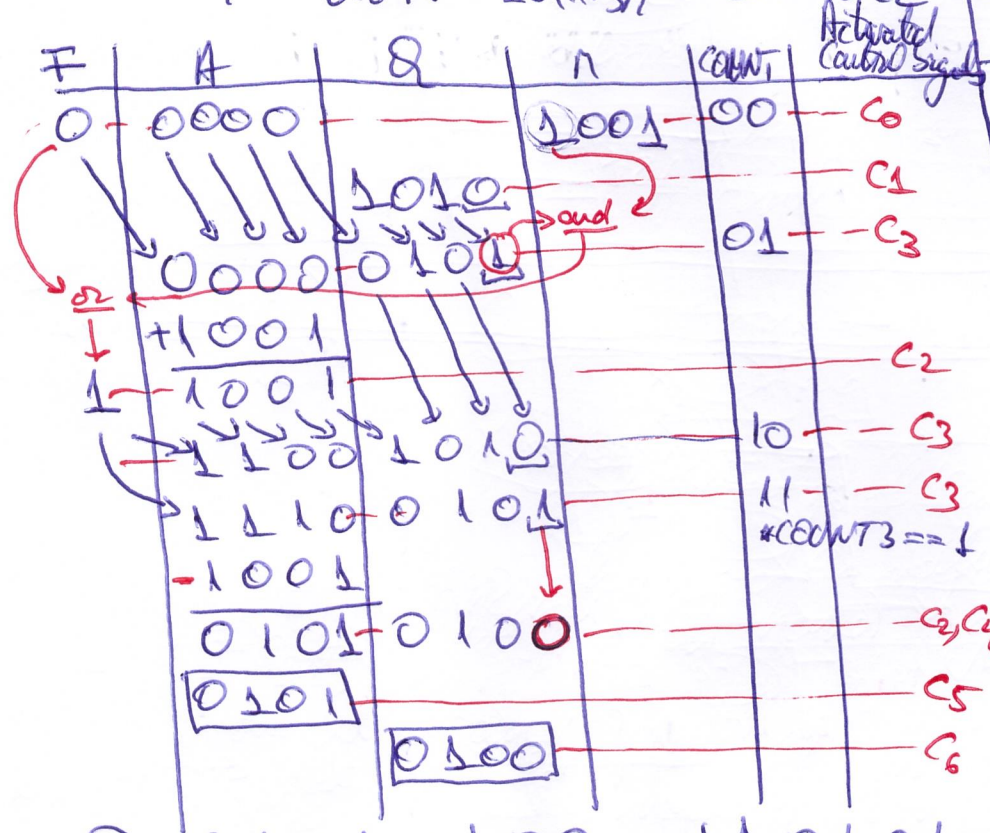 Activated
F A Q M COUNT Control Signals
0 0000 1001 00 C0
1010 C1
and
0000 0101 01 C3
or
+1001
1 1001 C2
1100 1010 10 C3
1110 0101 11 C3
*COUNT3 == 1
-1001
0101 0100 C2,C4
0101 C5
0100 C6